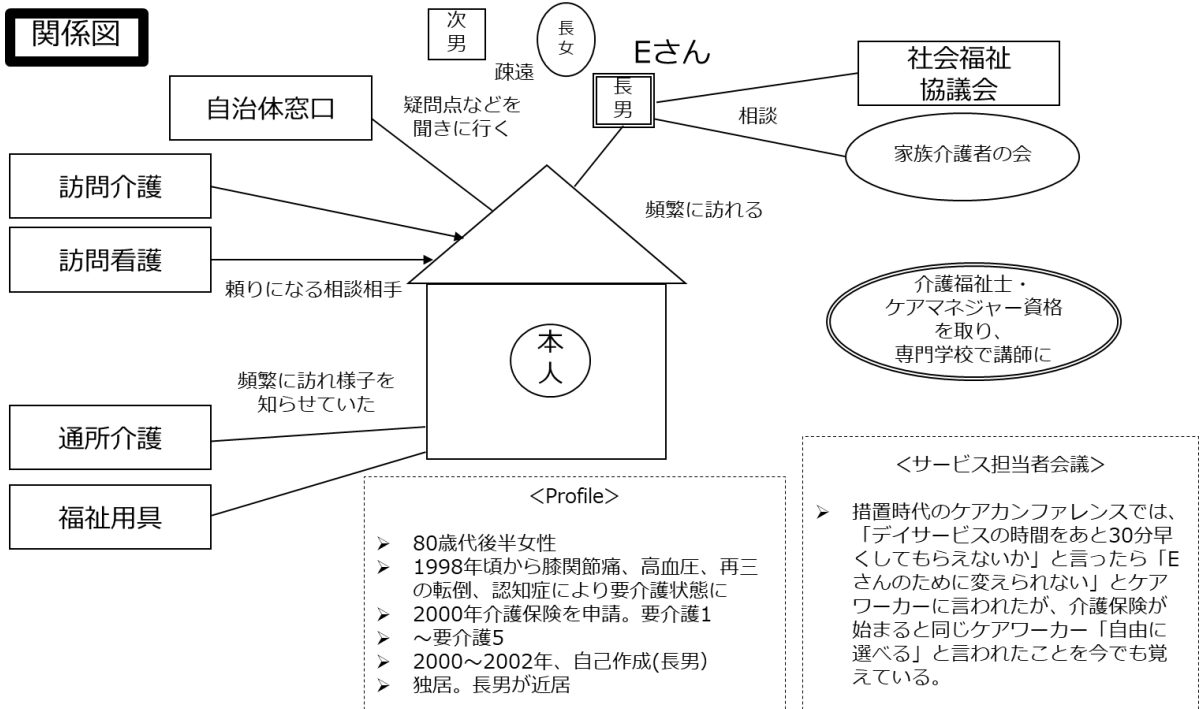 関係図
次
男
長
女
疎遠
Eさん
長
男
社会福祉
協議会
自治体窓口
疑問点などを
聞きに行く
相談
家族介護者の会
訪問介護
頻繁に訪れる
訪問看護
頼りになる相談相手
介護福祉士・
ケアマネジャー資格
を取り、
専門学校で講師に
本
人
頻繁に訪れ様子を
知らせていた
通所介護
福祉用具
<Profile>
➢ 80歳代後半女性
➢ 1998年頃から膝関節痛、高血圧、再三
の転倒、認知症により要介護状態に
➢ 2000年介護保険を申請。要介護1
➢ ～要介護5
➢ 2000～2002年、自己作成(長男)
➢ 独居。長男が近居
<サービス担当者会議>
➢ 措置時代のケアカンファレンスでは、
「デイサービスの時間をあと30分早
くしてもらえないか」と言ったら「E
さんのために変えられない」とケア
ワーカーに言われたが、介護保険が
始まると同じケアワーカー「自由に
選べる」と言われたことを今でも覚
えている。